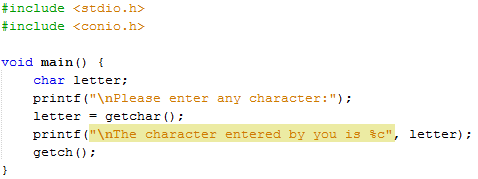 #include <stdio.h>
#include <conio.h>
void main() {
char letter;
printf("\nPlease enter any character:");
letter = getchar();
printf("\nThe character entered by you is %c", letter);
getch();
}